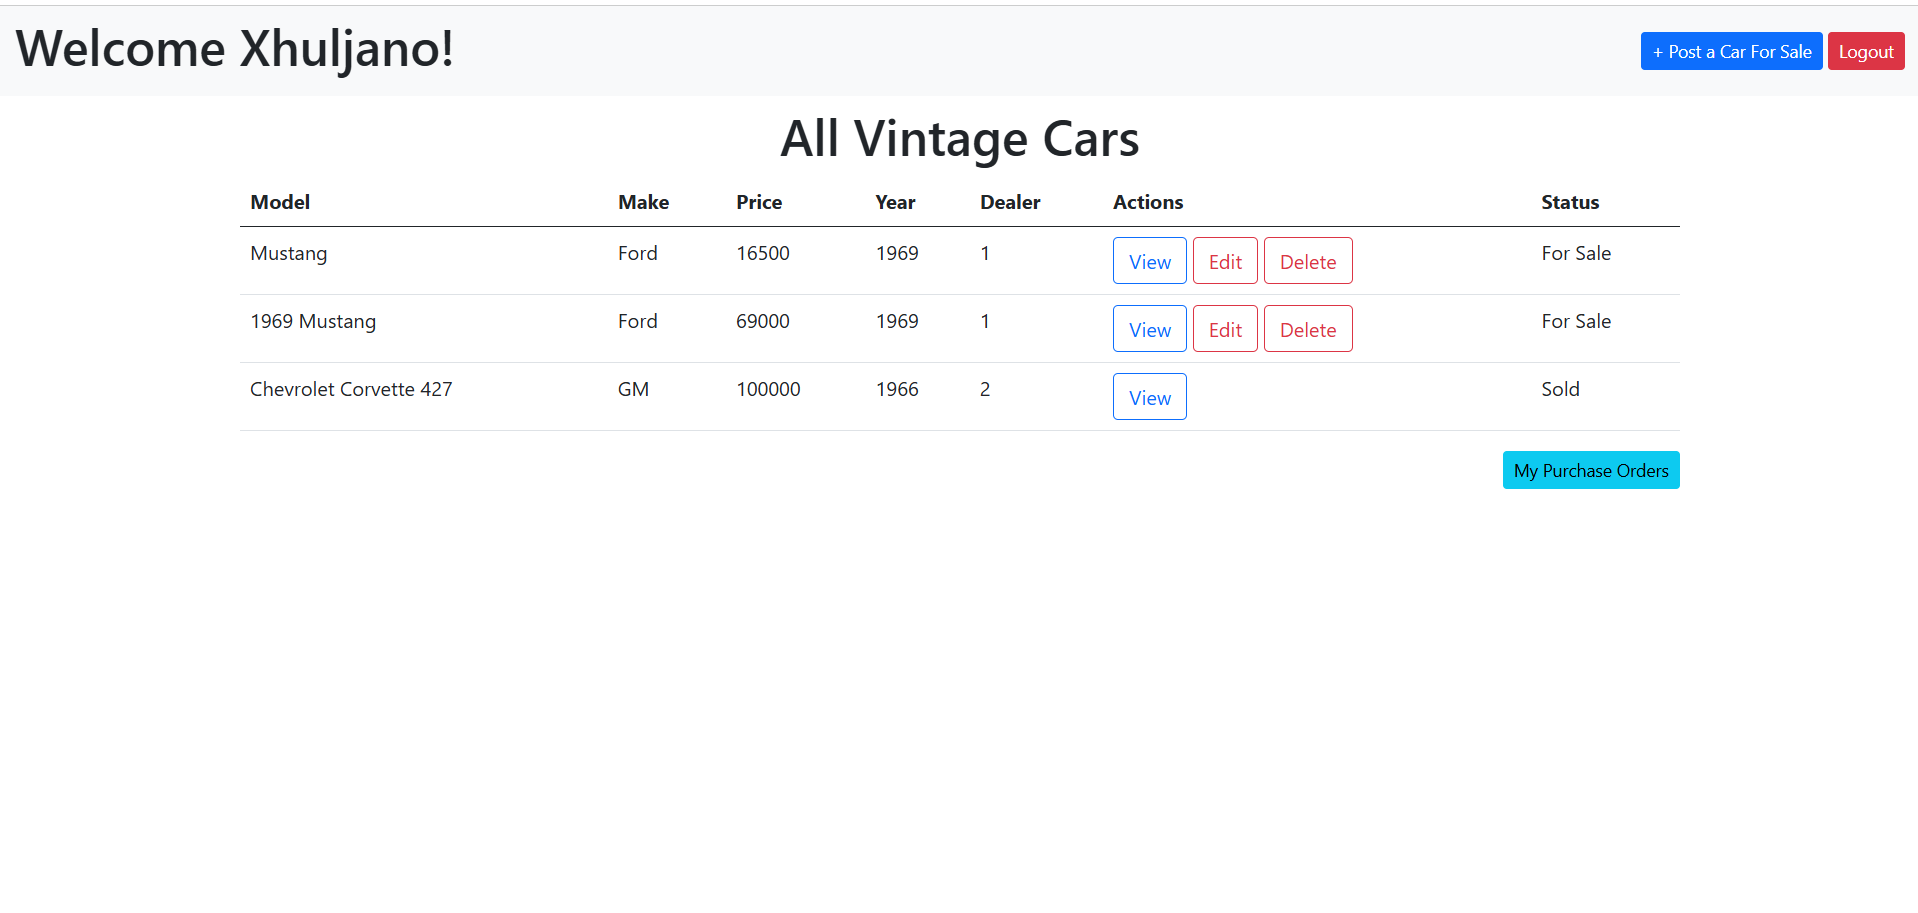 Welcome Xhuljano!
+ Post a Car For Sale Logout
All Vintage Cars
Model Make Price Year Dealer Actions Status
Mustang Ford 16500 1969 1 View Edit Delete For Sale
1969 Mustang Ford 69000 1969 1 View Edit Delete For Sale
Chevrolet Corvette 427 GM 100000 1966 2 View Sold
My Purchase Orders